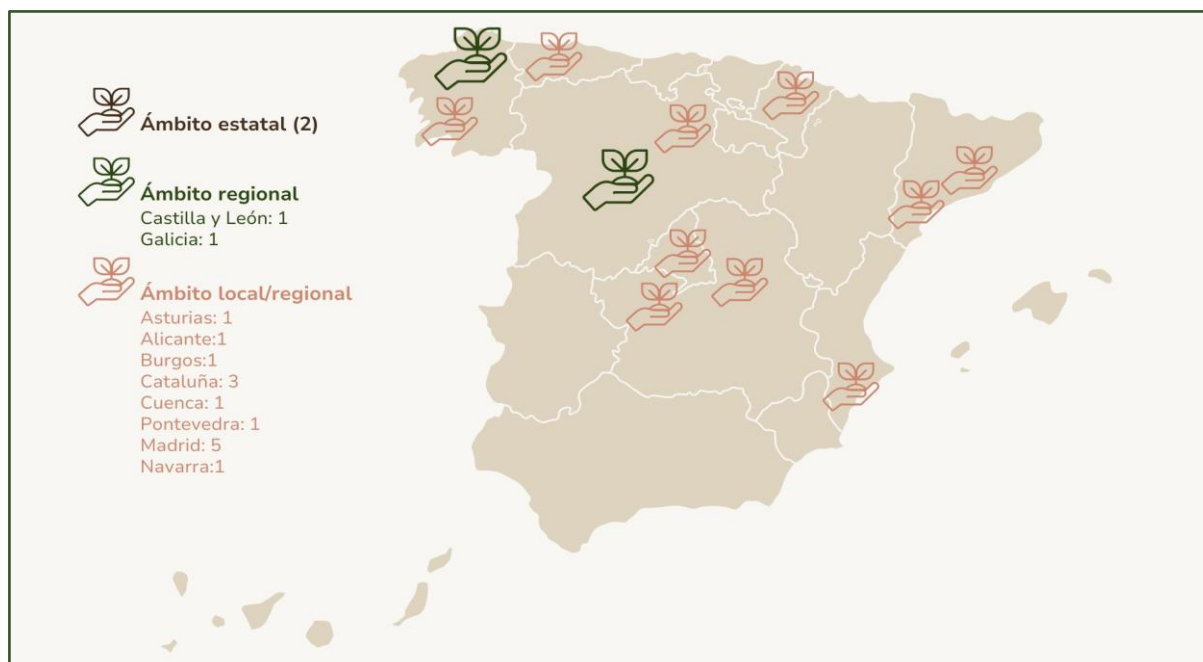 Ámbito estatal (2)
Ámbito regional
Castilla y León: 1
Galicia: 1
Ámbito local/regional
Asturias: 1
Alicante:1
Burgos:1
Cataluña: 3
Cuenca: 1
Pontevedra: 1
Madrid: 5
Navarra:1